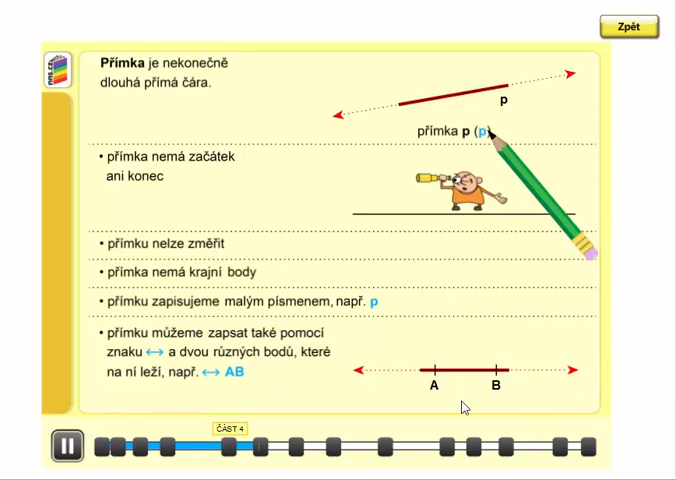 Zpět
nns.cz
Přímka je nekonečně
dlouhá přímá čára.
p
přímka p (p)
• přímka nemá začátek
ani konec
• přímku nelze změřit
• přímka nemá krajní body
• přímku zapisujeme malým písmenem, např. p
• přímku můžeme zapsat také pomocí
znaku ↔ a dvou různých bodů, které
na ní leží, např. ↔ AB
A B
ČÁST 4